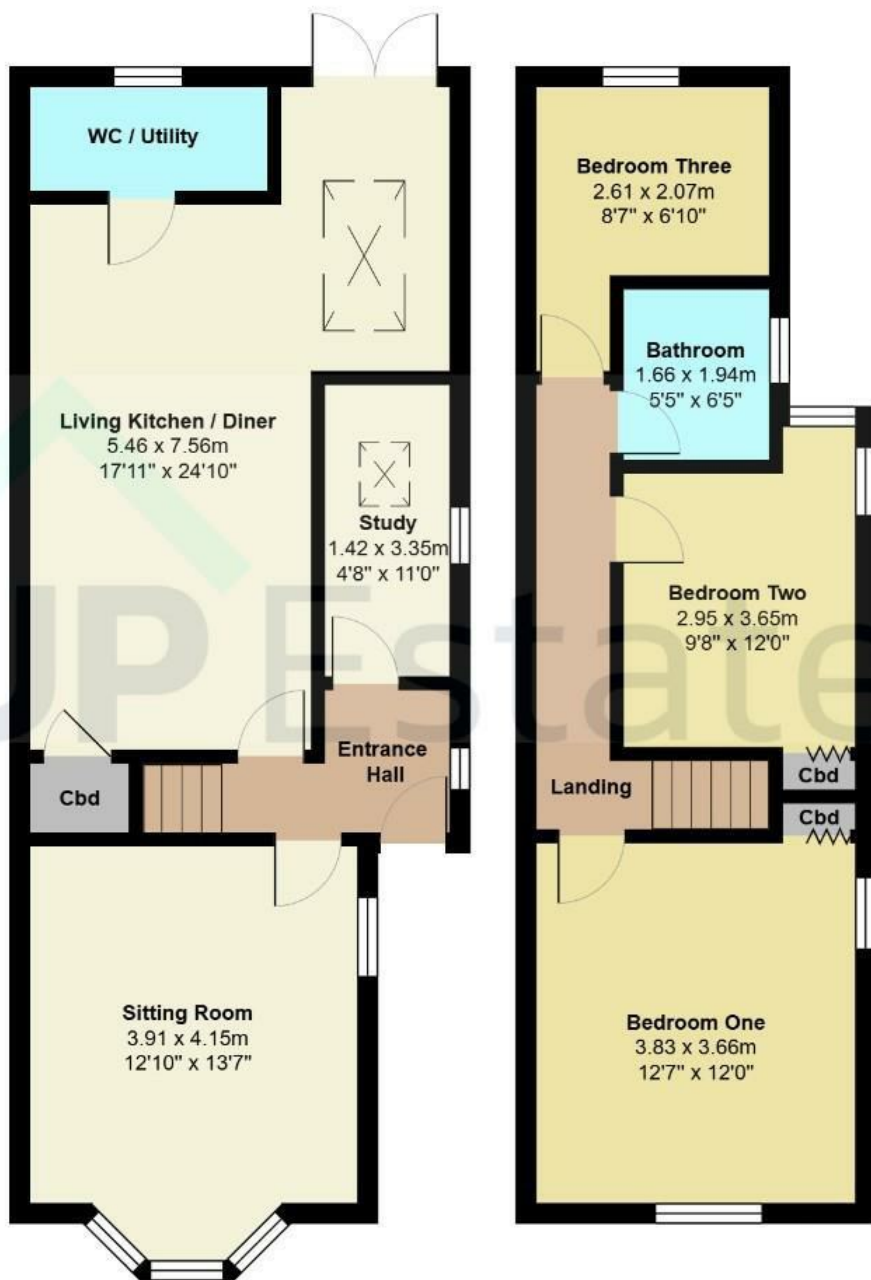 WC / Utility
Living Kitchen / Diner
5.46 x 7.56m
17'11" x 24'10"
Study
1.42 x 3.35m
4'8" x 11'0"
Entrance
Hall
Cbd
Sitting Room
3.91 x 4.15m
12'10" x 13'7"
Bedroom Three
2.61 x 2.07m
8'7" x 6'10"
Bathroom
1.66 x 1.94m
5'5" x 6'5"
Bedroom Two
2.95 x 3.65m
9'8" x 12'0"
Cbd
Landing
Cbd
Bedroom One
3.83 x 3.66m
12'7" x 12'0"
UP Estate